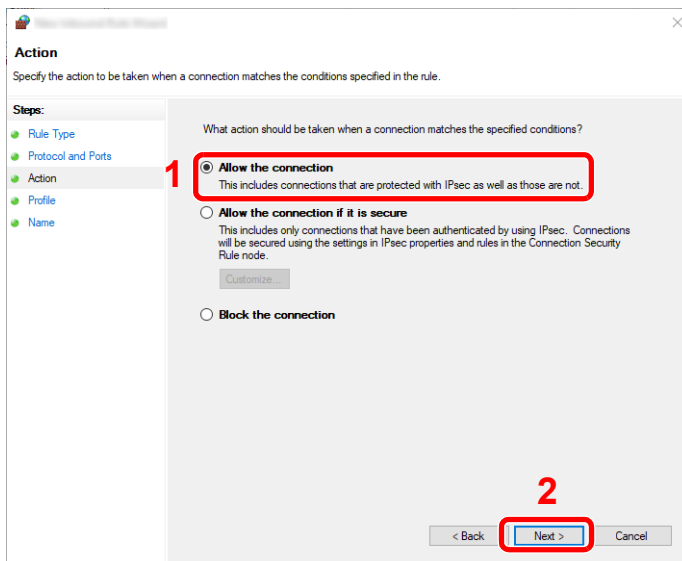 Action
Specify the action to be taken when a connection matches the conditions specified in the rule.
Steps:
Rule Type
Protocol and Ports
Action
Profile
Name
What action should be taken when a connection matches the specified conditions?
1
Allow the connection
This includes connections that are protected with IPsec as well as those are not.
Allow the connection if it is secure
This includes only connections that have been authenticated by using IPsec. Connections
will be secured using the settings in IPsec properties and rules in the Connection Security
Rule node.
Customize...
Block the connection
2
< Back
Next >
Cancel